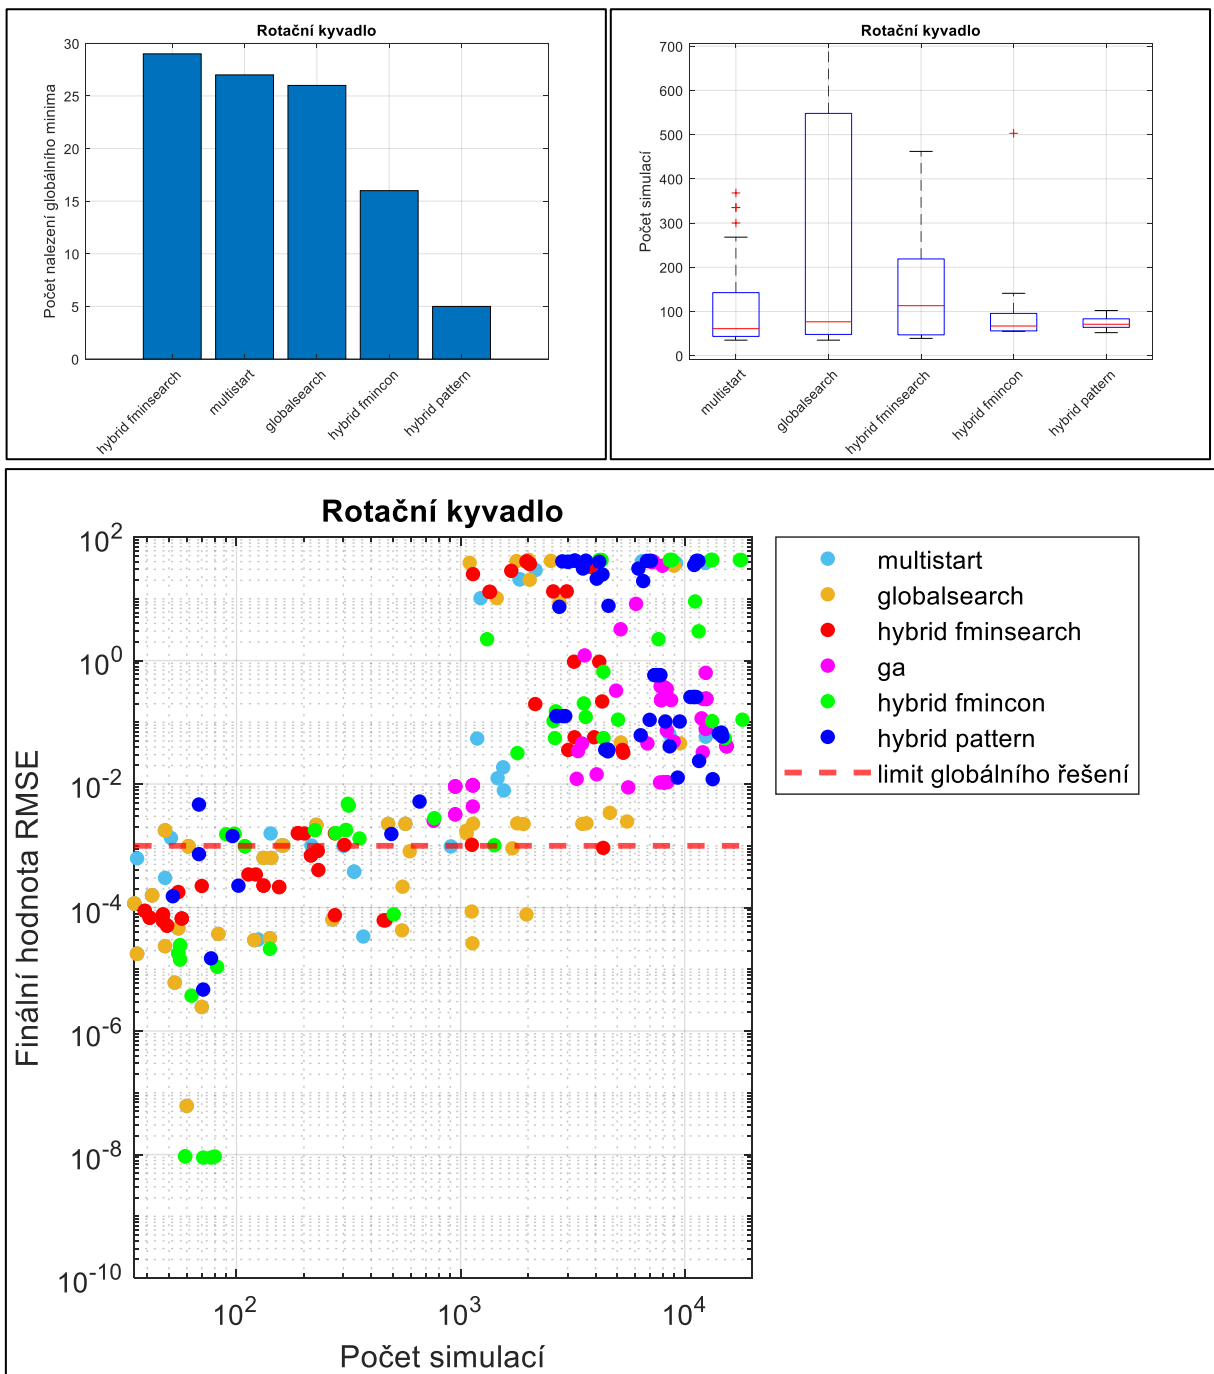 Rotační kyvadlo
Počet nalezení globálního minima
30
25
20
15
10
5
0
hybrid fminsearch
multistart
globalsearch
hybrid fmincon
hybrid pattern
Rotační kyvadlo
Počet simulací
700
600
500
400
300
200
100
0
multistart
globalsearch
hybrid fminsearch
hybrid fmincon
hybrid pattern
Rotační kyvadlo
Finální hodnota RMSE
10^2
10^0
10^-2
10^-4
10^-6
10^-8
10^-10
10^2
10^3
10^4
Počet simulací
multistart
globalsearch
hybrid fminsearch
ga
hybrid fmincon
hybrid pattern
limit globálního řešení